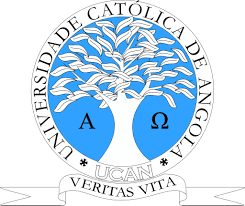 UNIVERSIDADE CATÓLICA DE ANGOLA
Α Ω
UCAN
VERITAS VITA